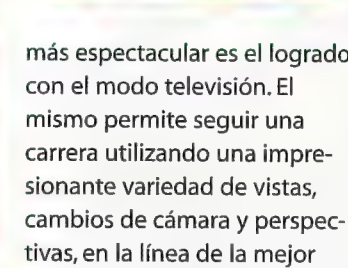 más espectacular es el logrado
con el modo televisión. El
mismo permite seguir una
carrera utilizando una impre-
sionante variedad de vistas,
cambios de cámara y perspec-
tivas, en la línea de la mejor